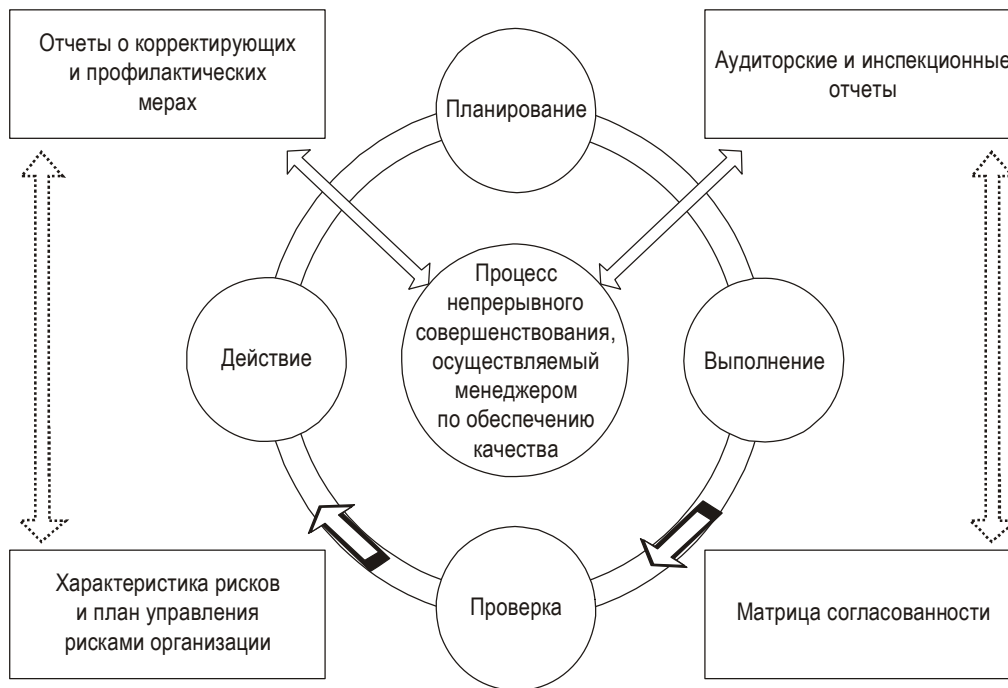 Отчеты о корректирующих
и профилактических
мерах
Планирование
Аудиторские и инспекционные
отчеты
Действие
Процесс
непрерывного
совершенствования,
осуществляемый
менеджером
по обеспечению
качества
Выполнение
Характеристика рисков
и план управления
рисками организации
Проверка
Матрица согласованности